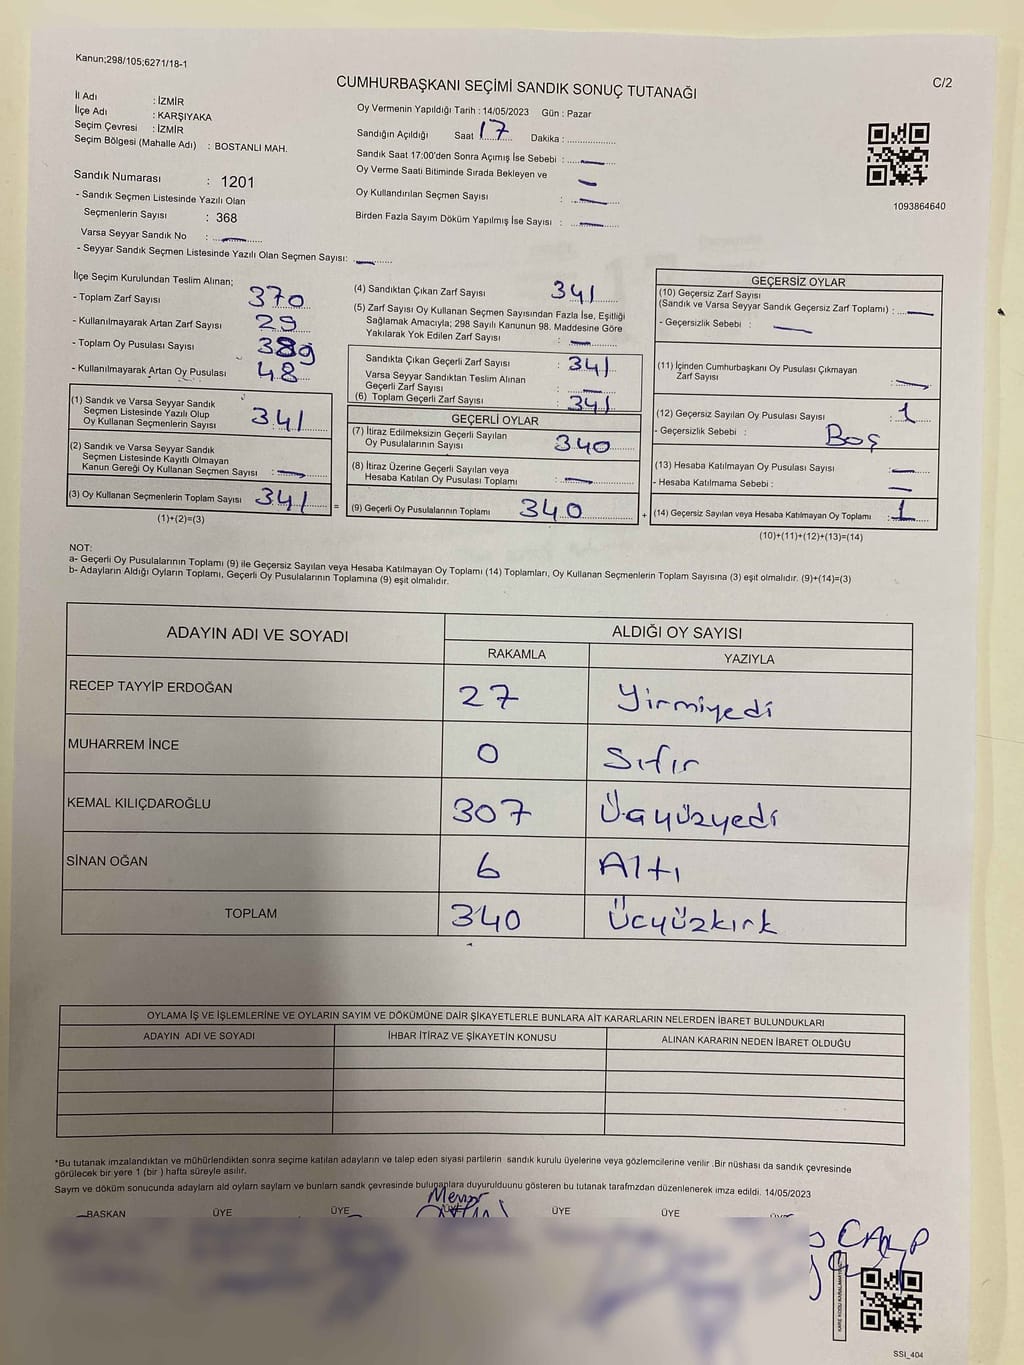 Kanun;298/105;6271/18-1
C/2
CUMHURBAŞKANI SEÇİMİ SANDIK SONUÇ TUTANAĞI
İl Adı : İZMİR
İlçe Adı : KARŞIYAKA
Seçim Çevresi : İZMİR
Seçim Bölgesi (Mahalle Adı) : BOSTANLI MAH.
Sandık Numarası : 1201
- Sandık Seçmen Listesinde Yazılı Olan
Seçmenlerin Sayısı : 368
Varsa Seyyar Sandık No : —
- Seyyar Sandık Seçmen Listesinde Yazılı Olan Seçmen Sayısı: —
Oy Vermenin Yapıldığı Tarih : 14/05/2023 Gün : Pazar
Sandığın Açıldığı Saat 17 Dakika : ................
Sandık Saat 17:00'den Sonra Açımış İse Sebebi : —
Oy Verme Saati Bitiminde Sırada Bekleyen ve —
Oy Kullandırılan Seçmen Sayısı : —
Birden Fazla Sayım Döküm Yapılmış İse Sayısı : —
1093864640
İlçe Seçim Kurulundan Teslim Alınan;
- Toplam Zarf Sayısı 370
- Kullanılmayarak Artan Zarf Sayısı 29
- Toplam Oy Pusulası Sayısı 389
- Kullanılmayarak Artan Oy Pusulası 48
(1) Sandık ve Varsa Seyyar Sandık
Seçmen Listesinde Yazılı Olup
Oy Kullanan Seçmenlerin Sayısı 341
(2) Sandık ve Varsa Seyyar Sandık
Seçmen Listesinde Kayıtlı Olmayan
Kanun Gereği Oy Kullanan Seçmen Sayısı : —
(3) Oy Kullanan Seçmenlerin Toplam Sayısı 341 =
(1)+(2)=(3)
(4) Sandıktan Çıkan Zarf Sayısı 341
(5) Zarf Sayısı Oy Kullanan Seçmen Sayısından Fazla İse, Eşitliği
Sağlamak Amacıyla; 298 Sayılı Kanunun 98. Maddesine Göre
Yakılarak Yok Edilen Zarf Sayısı : —
Sandıkta Çıkan Geçerli Zarf Sayısı : 341
Varsa Seyyar Sandıktan Teslim Alınan
Geçerli Zarf Sayısı : —
(6) Toplam Geçerli Zarf Sayısı : 341
GEÇERLİ OYLAR
(7) İtiraz Edilmeksizin Geçerli Sayılan
Oy Pusulalarının Sayısı : 340
(8) İtiraz Üzerine Geçerli Sayılan veya
Hesaba Katılan Oy Pusulası Toplamı : —
(9) Geçerli Oy Pusulalarının Toplamı 340 +
GEÇERSİZ OYLAR
(10) Geçersiz Zarf Sayısı
(Sandık ve Varsa Seyyar Sandık Geçersiz Zarf Toplamı) : —
- Geçersizlik Sebebi : —
(11) İçinden Cumhurbaşkanı Oy Pusulası Çıkmayan
Zarf Sayısı : —
(12) Geçersiz Sayılan Oy Pusulası Sayısı : 1
- Geçersizlik Sebebi : Boş
(13) Hesaba Katılmayan Oy Pusulası Sayısı : —
- Hesaba Katılmama Sebebi : —
(14) Geçersiz Sayılan veya Hesaba Katılmayan Oy Toplamı : 1
(10)+(11)+(12)+(13)=(14)
NOT:
a- Geçerli Oy Pusulalarının Toplamı (9) ile Geçersiz Sayılan veya Hesaba Katılmayan Oy Toplamı (14) Toplamları, Oy Kullanan Seçmenlerin Toplam Sayısına (3) eşit olmalıdır. (9)+(14)=(3)
b- Adayların Aldığı Oyların Toplamı, Geçerli Oy Pusulalarının Toplamına (9) eşit olmalıdır.
ADAYIN ADI VE SOYADI ALDIĞI OY SAYISI
RAKAMLA YAZIYLA
RECEP TAYYİP ERDOĞAN 27 Yirmiyedi
MUHARREM İNCE 0 Sıfır
KEMAL KILIÇDAROĞLU 307 Üçyüzyedi
SİNAN OĞAN 6 Altı
TOPLAM 340 Ücyüzkırk
OYLAMA İŞ VE İŞLEMLERİNE VE OYLARIN SAYIM VE DÖKÜMÜNE DAİR ŞİKAYETLERLE BUNLARA AİT KARARLARIN NELERDEN İBARET BULUNDUKLARI
ADAYIN ADI VE SOYADI İHBAR İTİRAZ VE ŞİKAYETİN KONUSU ALINAN KARARIN NEDEN İBARET OLDUĞU
*Bu tutanak imzalandıktan ve mühürlendikten sonra seçime katılan adayların ve talep eden siyasi partilerin sandık kurulu üyelerine veya gözlemcilerine verilir .Bir nüshası da sandık çevresinde
görülecek bir yere 1 (bir ) hafta süreyle asılır.
Sayım ve döküm sonucunda adayların ald oyların sayların ve bunların sandk çevresinde bulunanlara duyurulduunu gösteren bu tutanak tarafmzdan düzenlenerek imza edildi. 14/05/2023
BAŞKAN ÜYE ÜYE ÜYE ÜYE ÜYE
SSI_404